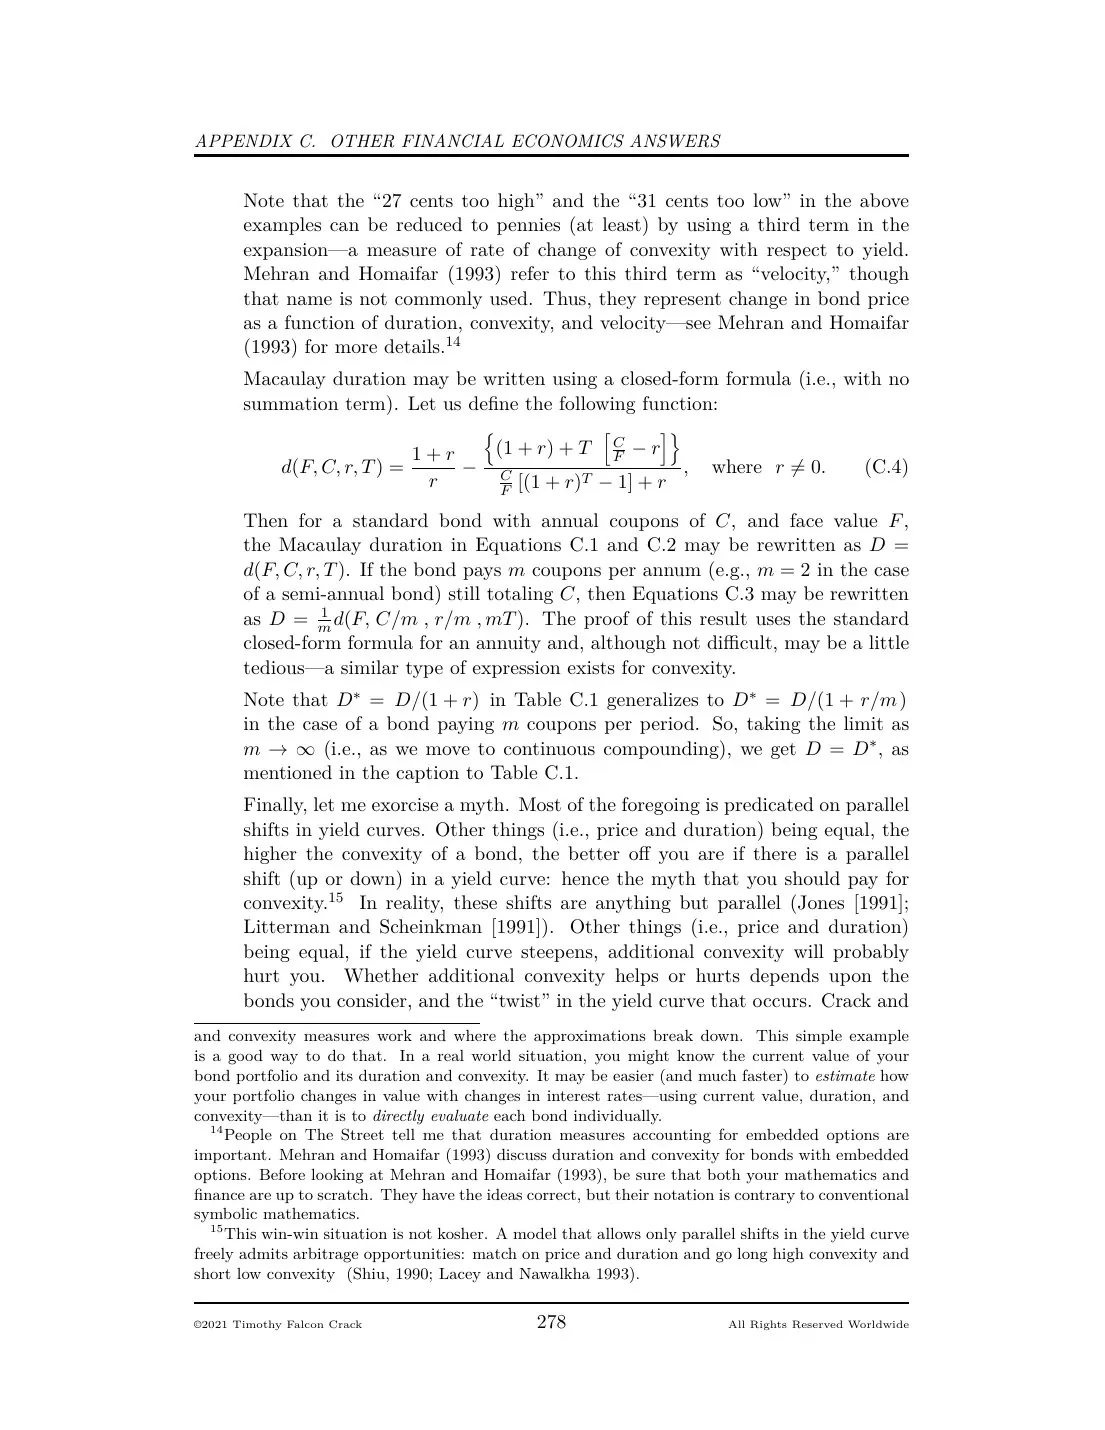 APPENDIX C. OTHER FINANCIAL ECONOMICS ANSWERS
Note that the “27 cents too high” and the “31 cents too low” in the above
examples can be reduced to pennies (at least) by using a third term in the
expansion—a measure of rate of change of convexity with respect to yield.
Mehran and Homaifar (1993) refer to this third term as “velocity,” though
that name is not commonly used. Thus, they represent change in bond price
as a function of duration, convexity, and velocity—see Mehran and Homaifar
(1993) for more details.¹⁴
Macaulay duration may be written using a closed-form formula (i.e., with no
summation term). Let us define the following function:
d(F, C, r, T) = \frac{1 + r}{r} − \frac{\{(1 + r) + T [\frac{C}{F} − r]\}}{\frac{C}{F} [(1 + r)^T − 1] + r}, where r ≠ 0. (C.4)
Then for a standard bond with annual coupons of C, and face value F,
the Macaulay duration in Equations C.1 and C.2 may be rewritten as D =
d(F, C, r, T). If the bond pays m coupons per annum (e.g., m = 2 in the case
of a semi-annual bond) still totaling C, then Equations C.3 may be rewritten
as D = \frac{1}{m}d(F, C/m , r/m , mT). The proof of this result uses the standard
closed-form formula for an annuity and, although not difficult, may be a little
tedious—a similar type of expression exists for convexity.
Note that D* = D/(1 + r) in Table C.1 generalizes to D* = D/(1 + r/m)
in the case of a bond paying m coupons per period. So, taking the limit as
m → ∞ (i.e., as we move to continuous compounding), we get D = D*, as
mentioned in the caption to Table C.1.
Finally, let me exorcise a myth. Most of the foregoing is predicated on parallel
shifts in yield curves. Other things (i.e., price and duration) being equal, the
higher the convexity of a bond, the better off you are if there is a parallel
shift (up or down) in a yield curve: hence the myth that you should pay for
convexity.¹⁵ In reality, these shifts are anything but parallel (Jones [1991];
Litterman and Scheinkman [1991]). Other things (i.e., price and duration)
being equal, if the yield curve steepens, additional convexity will probably
hurt you. Whether additional convexity helps or hurts depends upon the
bonds you consider, and the “twist” in the yield curve that occurs. Crack and
and convexity measures work and where the approximations break down. This simple example
is a good way to do that. In a real world situation, you might know the current value of your
bond portfolio and its duration and convexity. It may be easier (and much faster) to estimate how
your portfolio changes in value with changes in interest rates—using current value, duration, and
convexity—than it is to directly evaluate each bond individually.
¹⁴People on The Street tell me that duration measures accounting for embedded options are
important. Mehran and Homaifar (1993) discuss duration and convexity for bonds with embedded
options. Before looking at Mehran and Homaifar (1993), be sure that both your mathematics and
finance are up to scratch. They have the ideas correct, but their notation is contrary to conventional
symbolic mathematics.
¹⁵This win-win situation is not kosher. A model that allows only parallel shifts in the yield curve
freely admits arbitrage opportunities: match on price and duration and go long high convexity and
short low convexity (Shiu, 1990; Lacey and Nawalkha 1993).
©2021 Timothy Falcon Crack 278 All Rights Reserved Worldwide